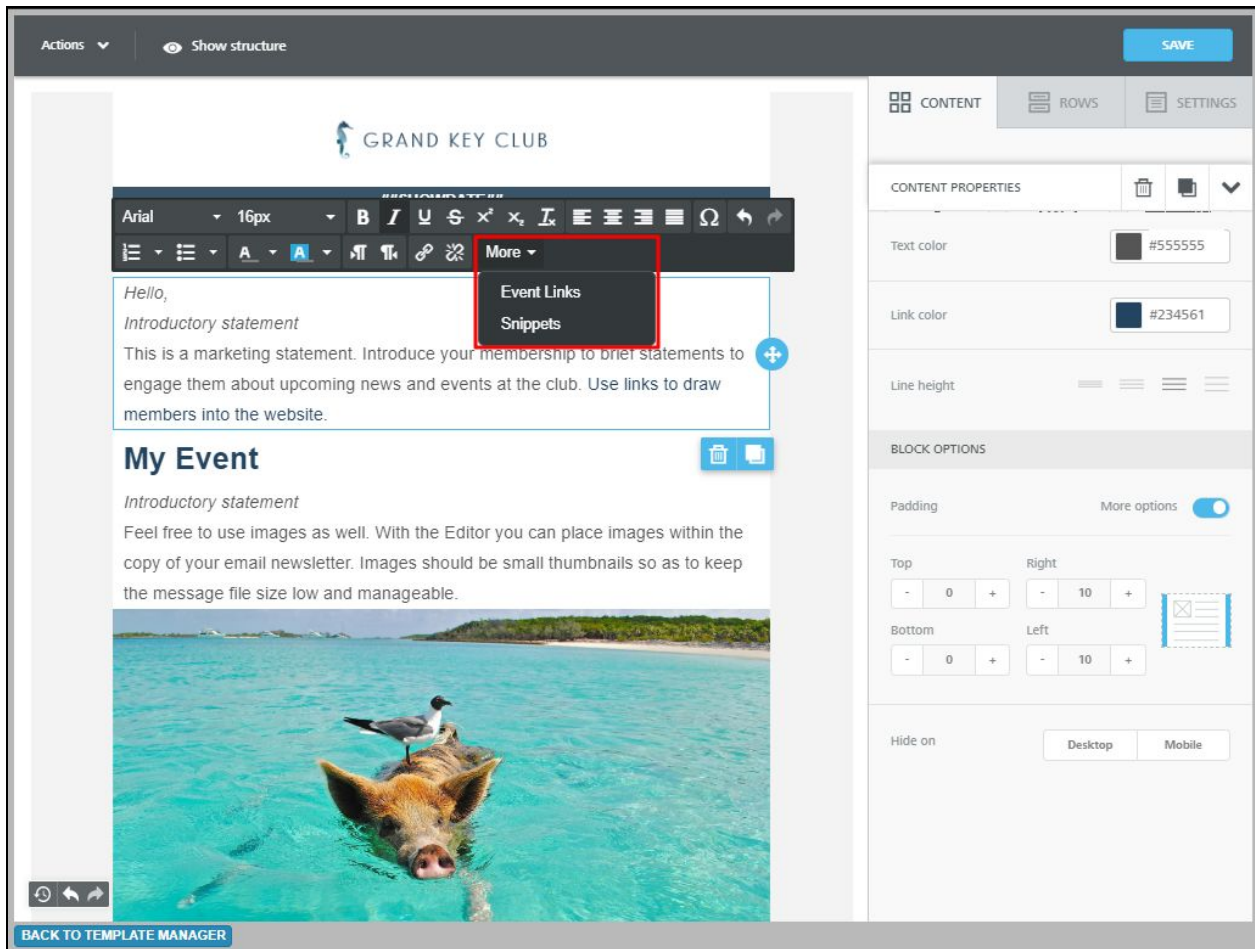 Actions
Show structure
SAVE
CONTENT
ROWS
SETTINGS
GRAND KEY CLUB
##SHOWDATE##
CONTENT PROPERTIES
Arial
16px
B I U S x² x₂ Ix Ω
A
A
More
Event Links
Snippets
Text color
#555555
Link color
#234561
Line height
Hello,
Introductory statement
This is a marketing statement. Introduce your membership to brief statements to
engage them about upcoming news and events at the club. Use links to draw
members into the website.
My Event
Introductory statement
Feel free to use images as well. With the Editor you can place images within the
copy of your email newsletter. Images should be small thumbnails so as to keep
the message file size low and manageable.
BLOCK OPTIONS
Padding
More options
Top
Right
- 0 +
- 10 +
Bottom
Left
- 0 +
- 10 +
Hide on
Desktop
Mobile
BACK TO TEMPLATE MANAGER